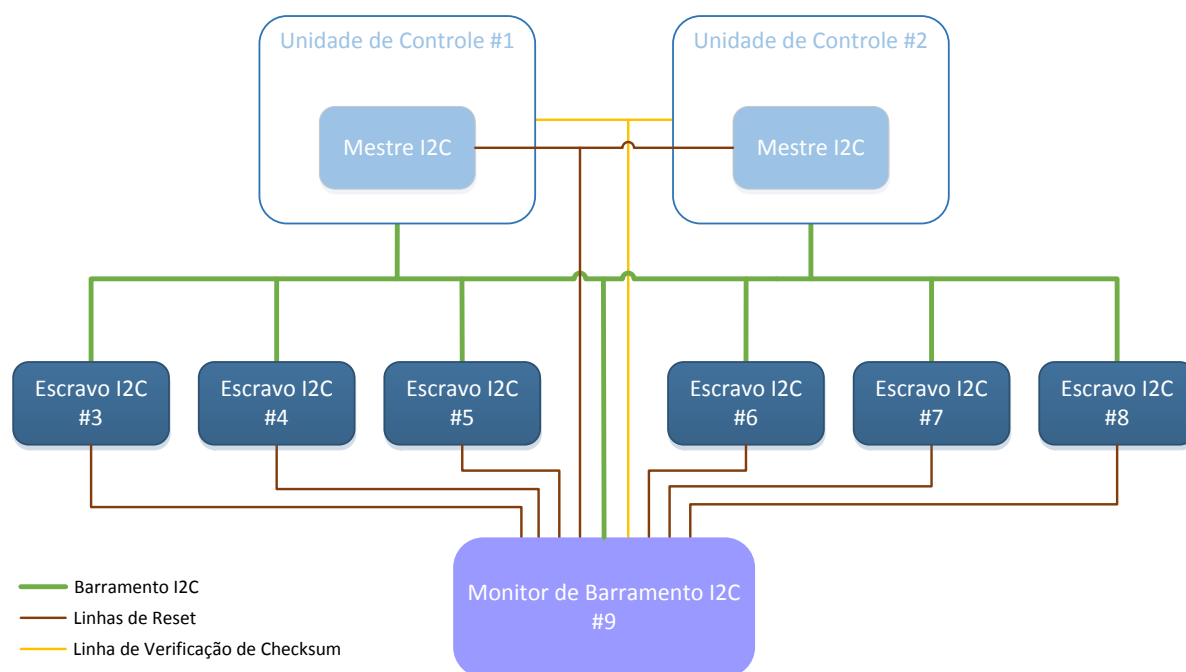 Unidade de Controle #1
Unidade de Controle #2
Mestre I2C
Mestre I2C
Escravo I2C
#3
Escravo I2C
#4
Escravo I2C
#5
Escravo I2C
#6
Escravo I2C
#7
Escravo I2C
#8
Monitor de Barramento I2C
#9
Barramento I2C
Linhas de Reset
Linha de Verificação de Checksum